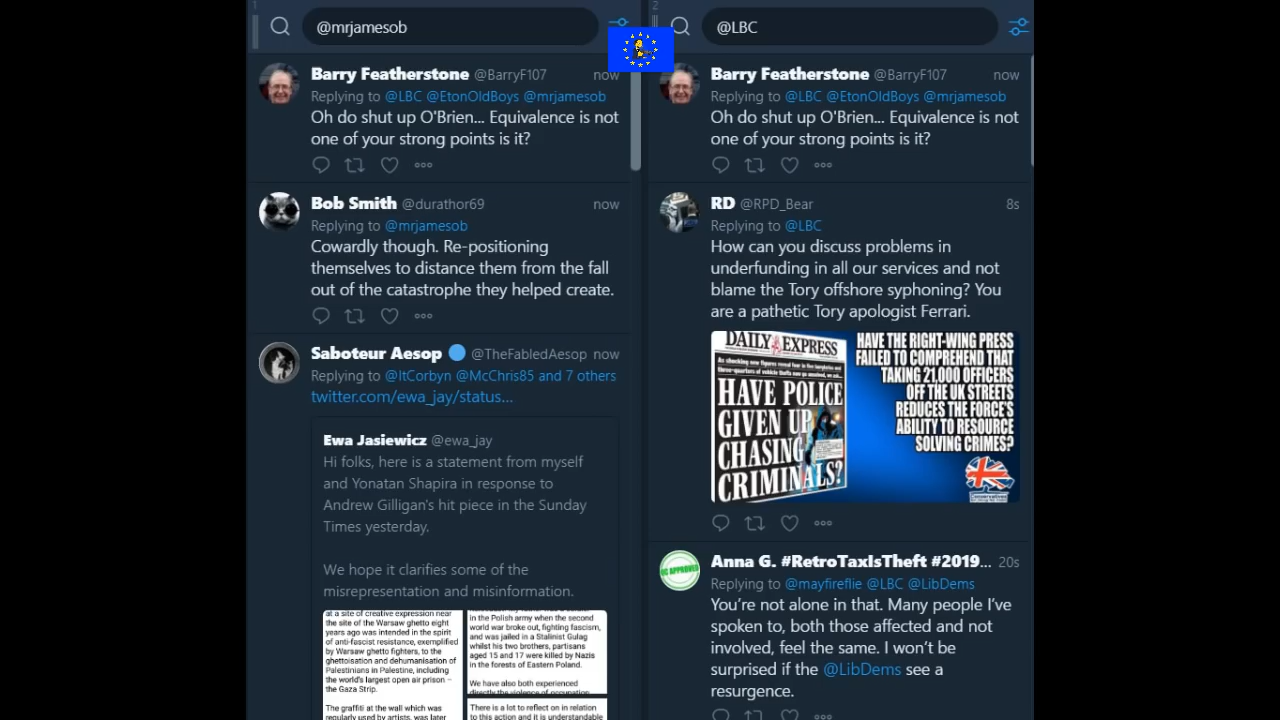 1
@mrjamesob
Barry Featherstone @BarryF107 now
Replying to @LBC @EtonOldBoys @mrjamesob
Oh do shut up O'Brien... Equivalence is not
one of your strong points is it?
Bob Smith @durathor69 now
Replying to @mrjamesob
Cowardly though. Re-positioning
themselves to distance them from the fall
out of the catastrophe they helped create.
Saboteur Aesop @TheFabledAesop now
Replying to @ItCorbyn @McChris85 and 7 others
twitter.com/ewa_jay/status...
Ewa Jasiewicz @ewa_jay
Hi folks, here is a statement from myself
and Yonatan Shapira in response to
Andrew Gilligan's hit piece in the Sunday
Times yesterday.
We hope it clarifies some of the
misrepresentation and misinformation.
at a site of creative expression near
the site of the Warsaw ghetto eight
years ago was intended in the spirit
of anti-fascist resistance, exemplified
by Warsaw ghetto fighters, to the
ghettoisation and dehumanisation of
Palestinians in Palestine, including
the world's largest open air prison –
the Gaza Strip.
The graffiti at the wall which was
regularly used by artists, was later
in the Polish army when the second
world war broke out, fighting fascism,
and was jailed in a Stalinist Gulag
whilst his two brothers, partisans
aged 15 and 17 were killed by Nazis
in the forests of Eastern Poland.
We have also both experienced
directly the violence of occupation
There is a lot to reflect on in relation
to this action and it is understandable
2
@LBC
Barry Featherstone @BarryF107 now
Replying to @LBC @EtonOldBoys @mrjamesob
Oh do shut up O'Brien... Equivalence is not
one of your strong points is it?
RD @RPD_Bear 8s
Replying to @LBC
How can you discuss problems in
underfunding in all our services and not
blame the Tory offshore syphoning? You
are a pathetic Tory apologist Ferrari.
DAILY EXPRESS
HAVE POLICE
GIVEN UP
CHASING
CRIMINALS?
HAVE THE RIGHT-WING PRESS
FAILED TO COMPREHEND THAT
TAKING 21,000 OFFICERS
OFF THE UK STREETS
REDUCES THE FORCE'S
ABILITY TO RESOURCE
SOLVING CRIMES?
Conservatives
Anna G. #RetroTaxIsTheft #2019... 20s
Replying to @mayfireflie @LBC @LibDems
You're not alone in that. Many people I've
spoken to, both those affected and not
involved, feel the same. I won't be
surprised if the @LibDems see a
resurgence.